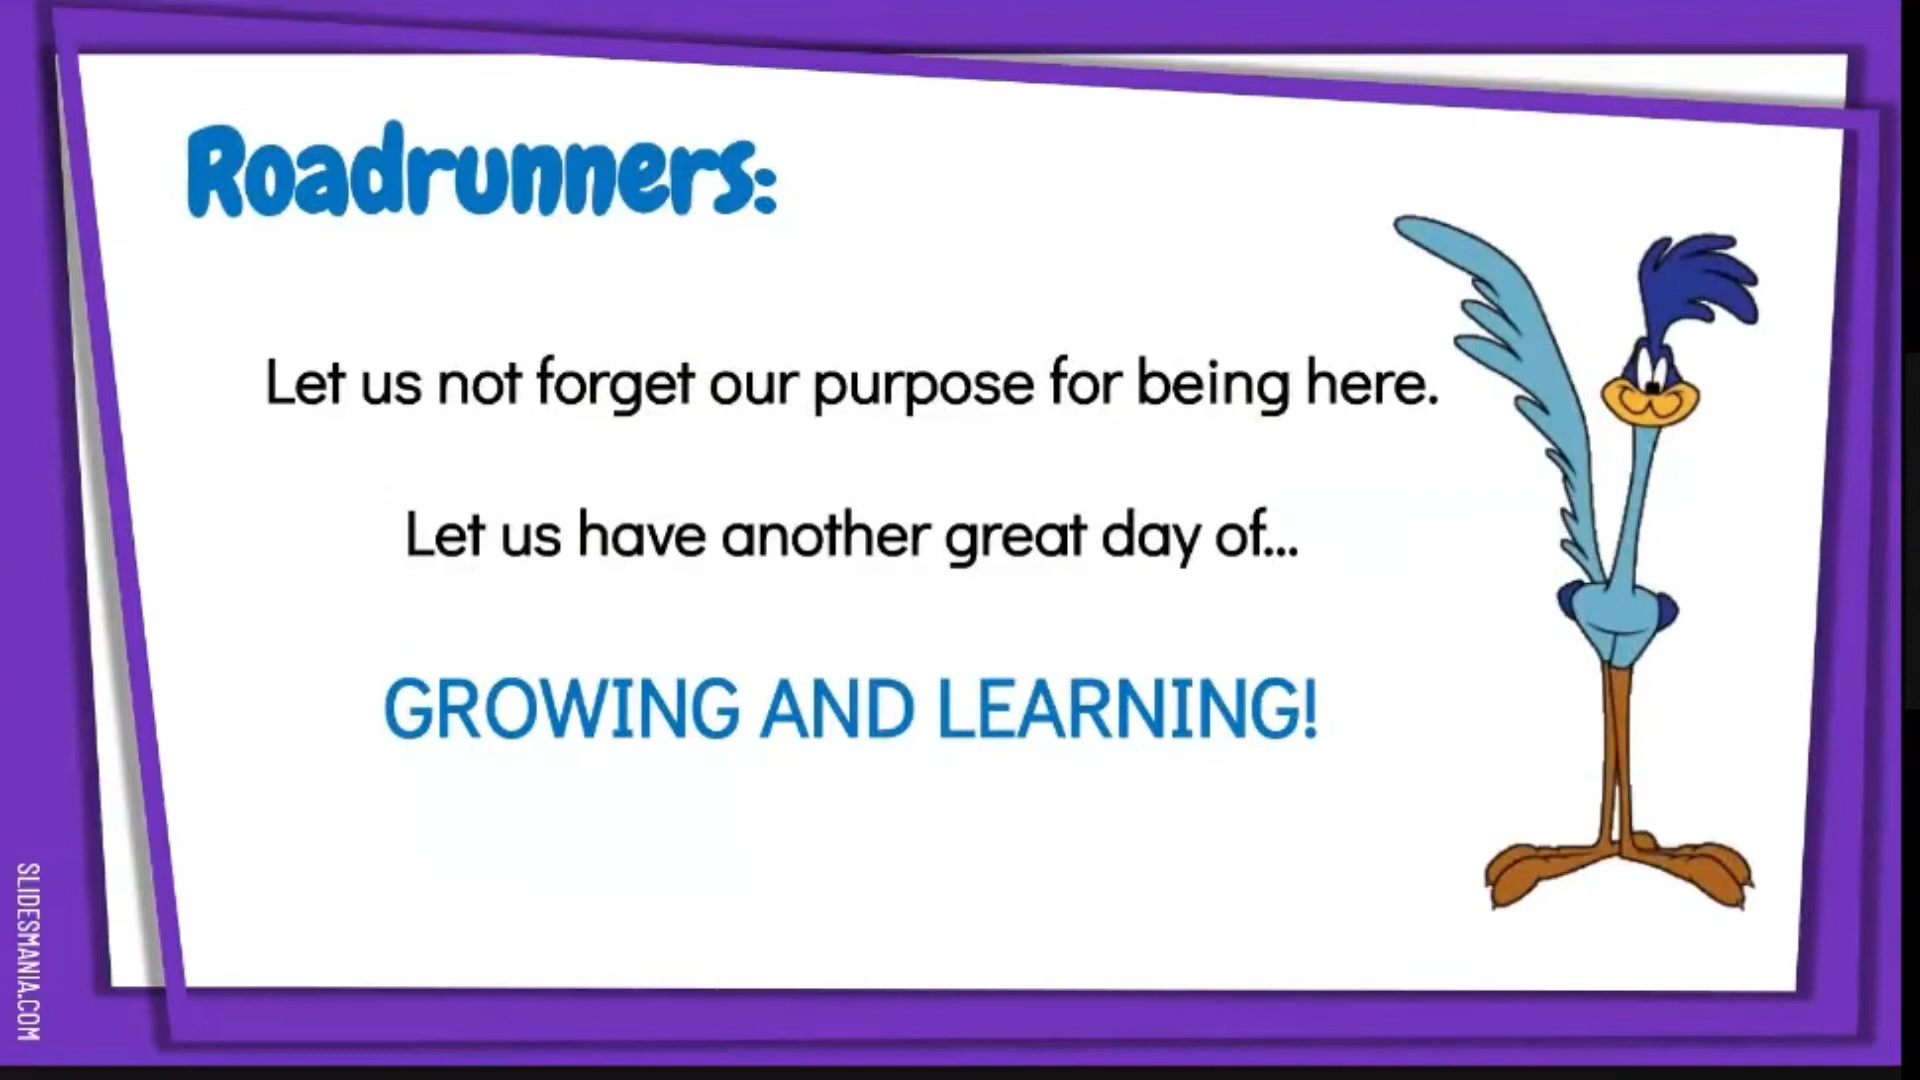 Roadrunners:
Let us not forget our purpose for being here.
Let us have another great day of...
GROWING AND LEARNING!
SLIDESMANIA.COM